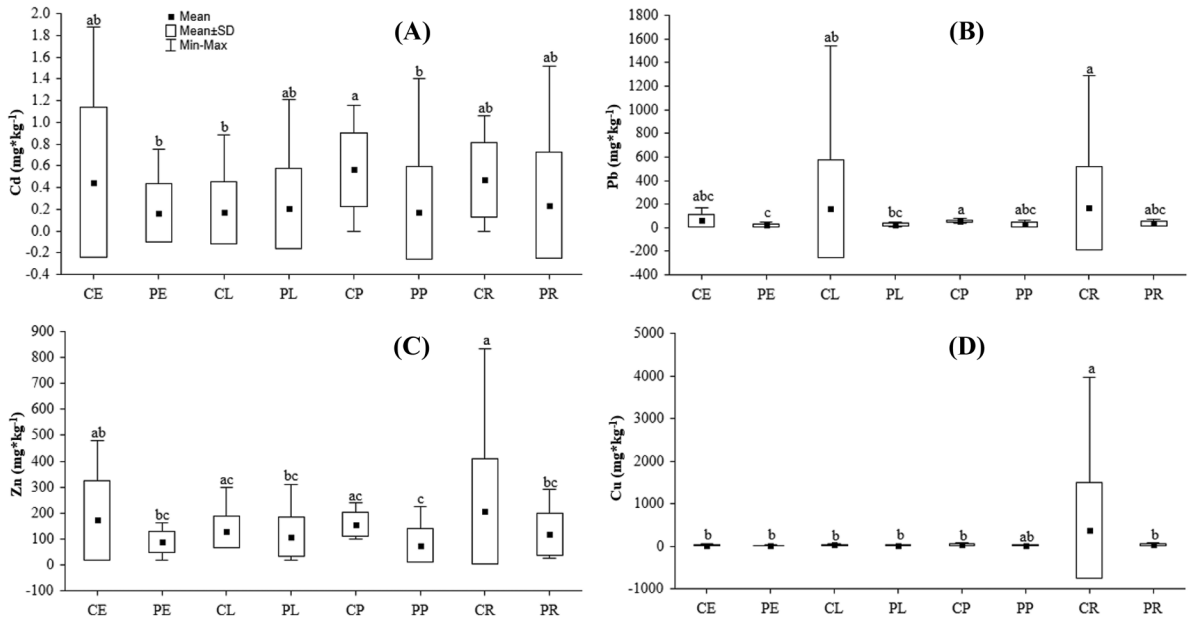 (A)
Mean
Mean±SD
Min-Max
Cd (mg*kg-1)
2.0
1.8
1.6
1.4
1.2
1.0
0.8
0.6
0.4
0.2
0.0
-0.2
-0.4
ab b b ab a b ab ab
CE PE CL PL CP PP CR PR
(B)
Pb (mg*kg-1)
1800
1600
1400
1200
1000
800
600
400
200
0
-200
-400
abc c ab bc a abc a abc
CE PE CL PL CP PP CR PR
(C)
Zn (mg*kg-1)
900
800
700
600
500
400
300
200
100
0
-100
ab bc ac bc ac c a bc
CE PE CL PL CP PP CR PR
(D)
Cu (mg*kg-1)
5000
4000
3000
2000
1000
0
-1000
b b b b b ab a b
CE PE CL PL CP PP CR PR